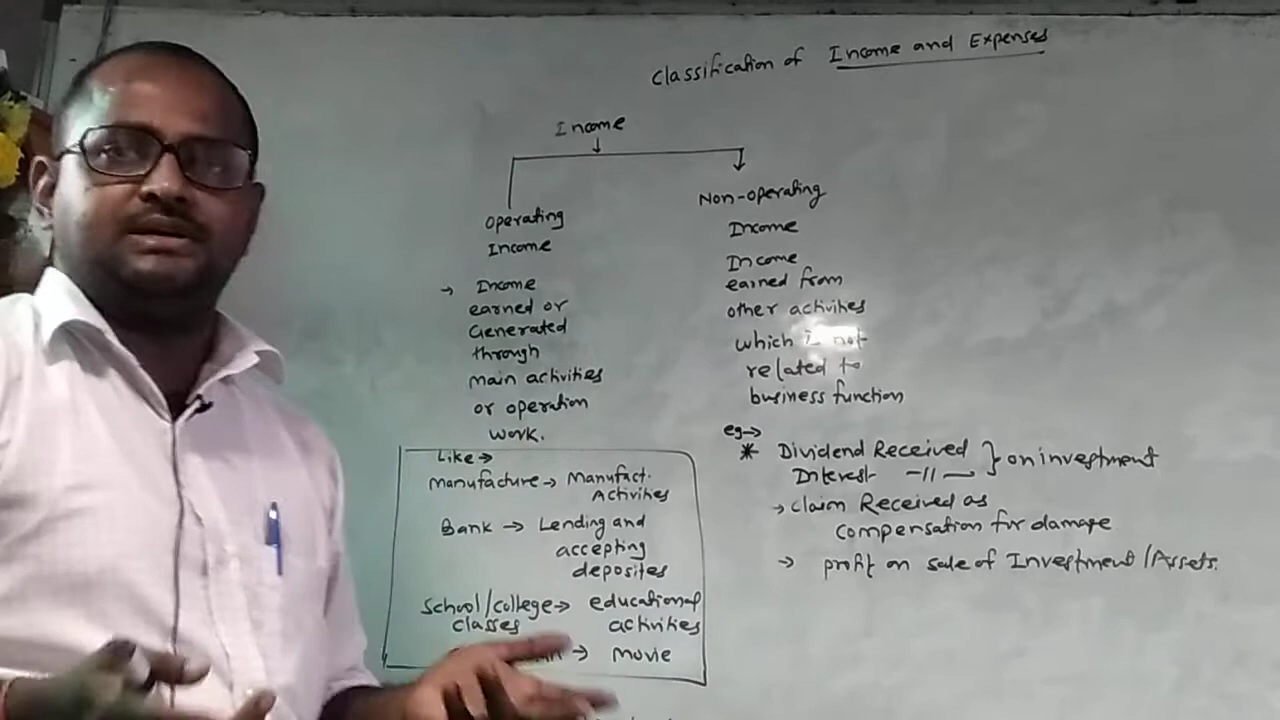 Classification of Income and Expenses
Income
Operating
Income
→ Income
earned or
Generated
through
main activities
or operation
work.
Like →
Manufacture → Manufact.
Activities
Bank → Lending and
accepting
deposites
School/college → educational
classes activities
→ Movie
Non-operating
Income
Income
earned from
other activities
which is not
related to
business function
eg →
* Dividend Received } on investment
Interest -11-
→ claim Received as
compensation for damage
→ profit on sale of Investment/Assets.